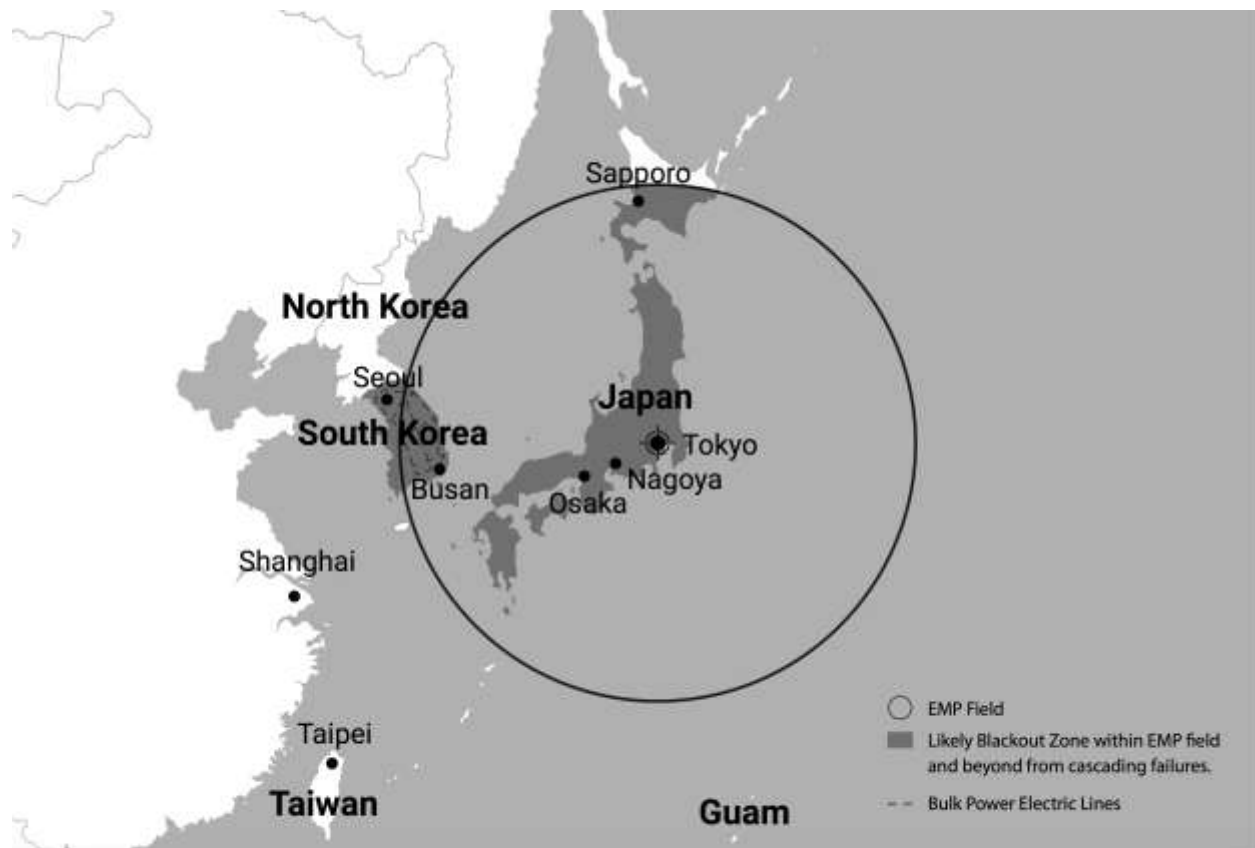 Sapporo
North Korea
Seoul
South Korea
Busan
Japan
Tokyo
Nagoya
Osaka
Shanghai
Taipei
Taiwan
Guam
EMP Field
Likely Blackout Zone within EMP field
and beyond from cascading failures.
Bulk Power Electric Lines